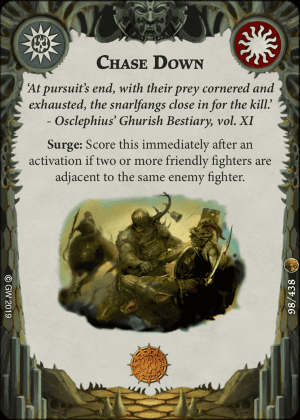 CHASE DOWN
‘At pursuit’s end, with their prey cornered and
exhausted, the snarlfangs close in for the kill.’
- Osclephius’ Ghurish Bestiary, vol. XI
Surge: Score this immediately after an
activation if two or more friendly fighters are
adjacent to the same enemy fighter.
© GW 2019
98/438